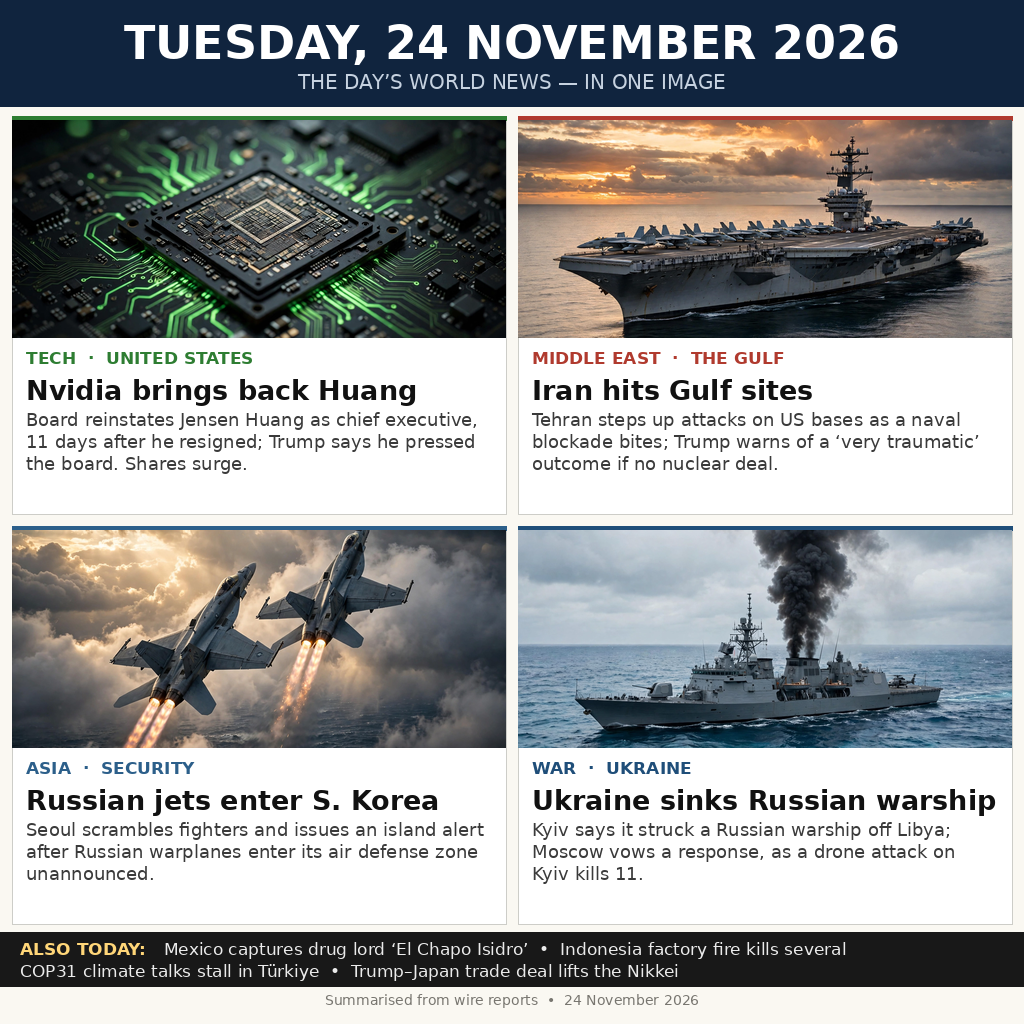 TUESDAY, 24 NOVEMBER 2026
THE DAY’S WORLD NEWS — IN ONE IMAGE
TECH · UNITED STATES
Nvidia brings back Huang
Board reinstates Jensen Huang as chief executive,
11 days after he resigned; Trump says he pressed
the board. Shares surge.
MIDDLE EAST · THE GULF
Iran hits Gulf sites
Tehran steps up attacks on US bases as a naval
blockade bites; Trump warns of a ‘very traumatic’
outcome if no nuclear deal.
ASIA · SECURITY
Russian jets enter S. Korea
Seoul scrambles fighters and issues an island alert
after Russian warplanes enter its air defense zone
unannounced.
WAR · UKRAINE
Ukraine sinks Russian warship
Kyiv says it struck a Russian warship off Libya;
Moscow vows a response, as a drone attack on
Kyiv kills 11.
ALSO TODAY: Mexico captures drug lord ‘El Chapo Isidro’ • Indonesia factory fire kills several
COP31 climate talks stall in Türkiye • Trump–Japan trade deal lifts the Nikkei
Summarised from wire reports • 24 November 2026